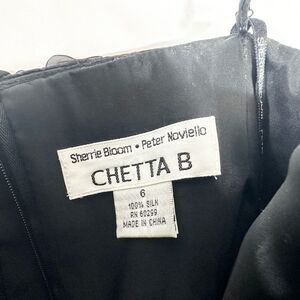 Sherrie Bloom • Peter Noviello
CHETTA B
6
100% SILK
RN 60299
MADE IN CHINA